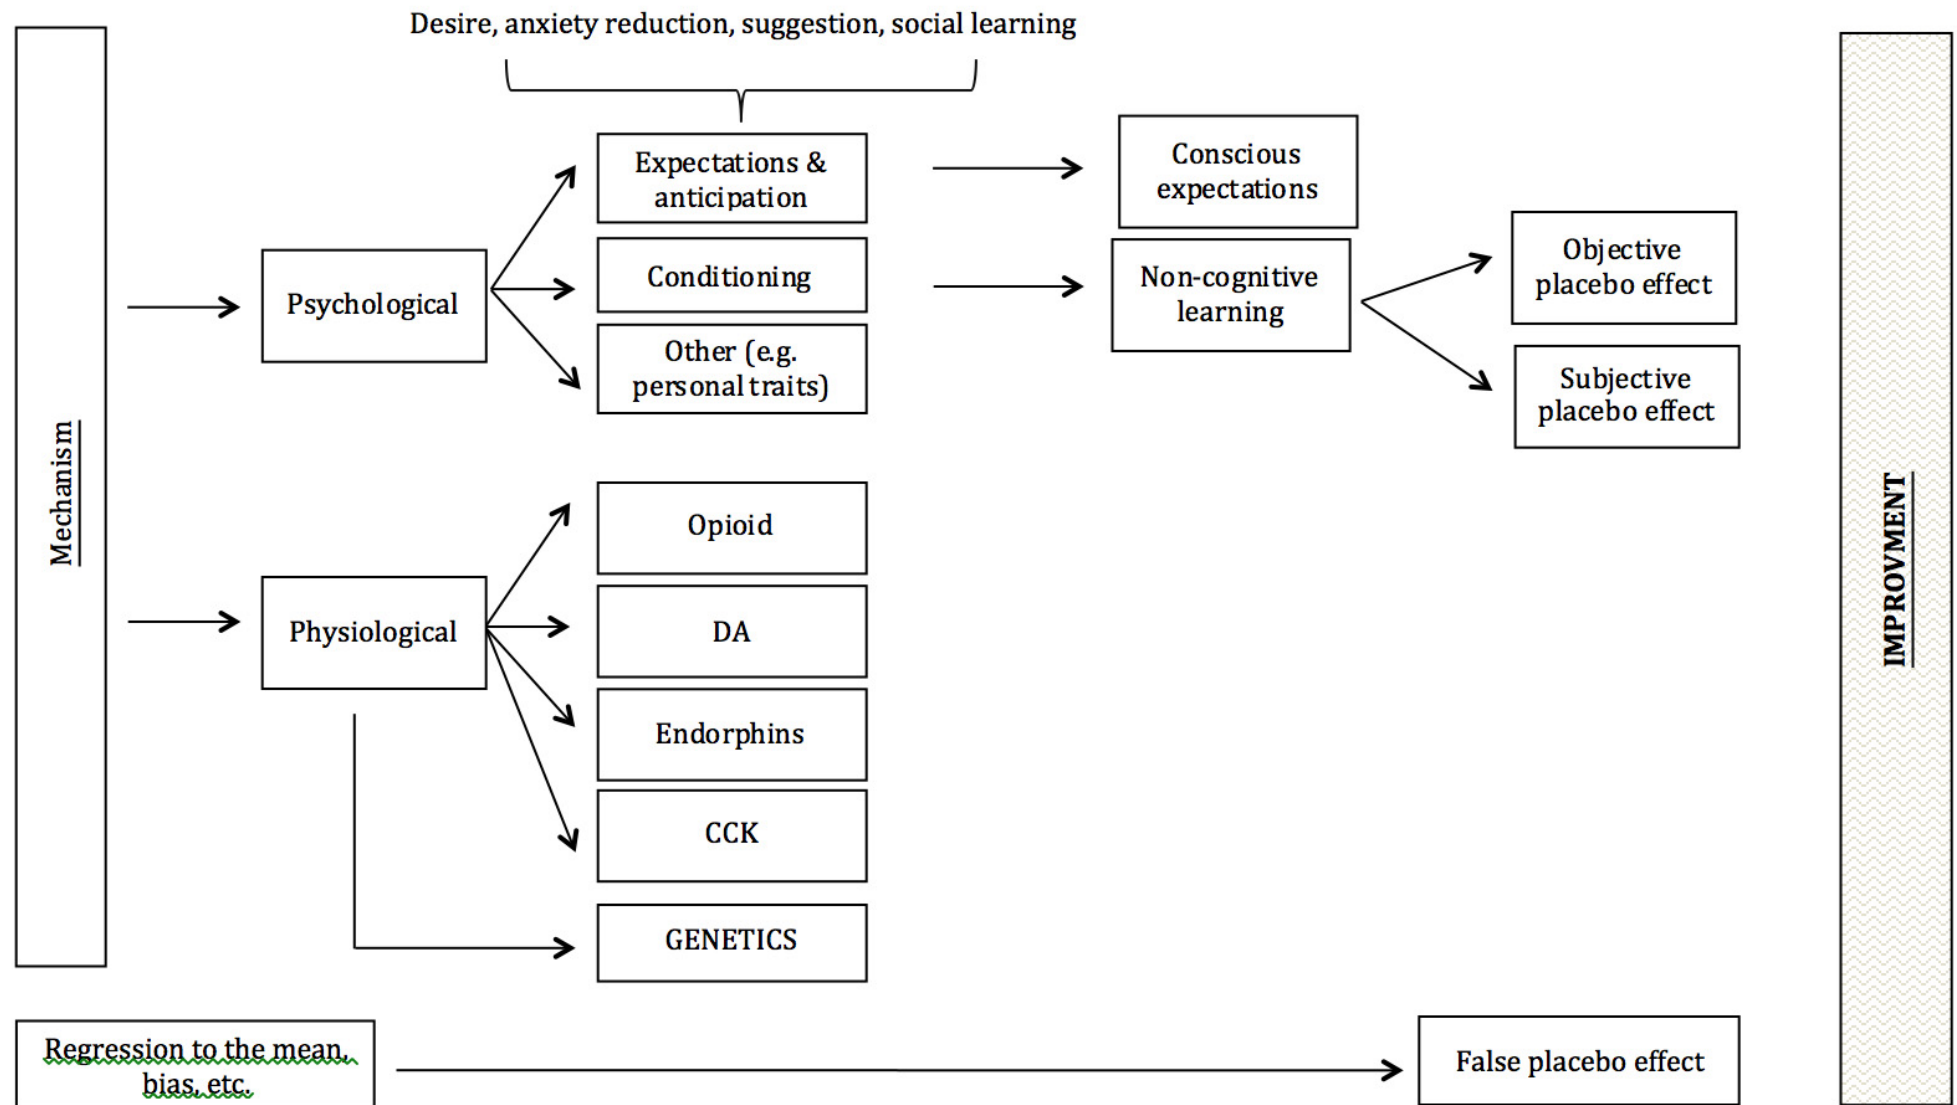 Desire, anxiety reduction, suggestion, social learning
Mechanism
Psychological
Expectations &
anticipation
Conditioning
Other (e.g.
personal traits)
Conscious
expectations
Non-cognitive
learning
Objective
placebo effect
Subjective
placebo effect
Physiological
Opioid
DA
Endorphins
CCK
GENETICS
Regression to the mean,
bias, etc.
False placebo effect
IMPROVMENT